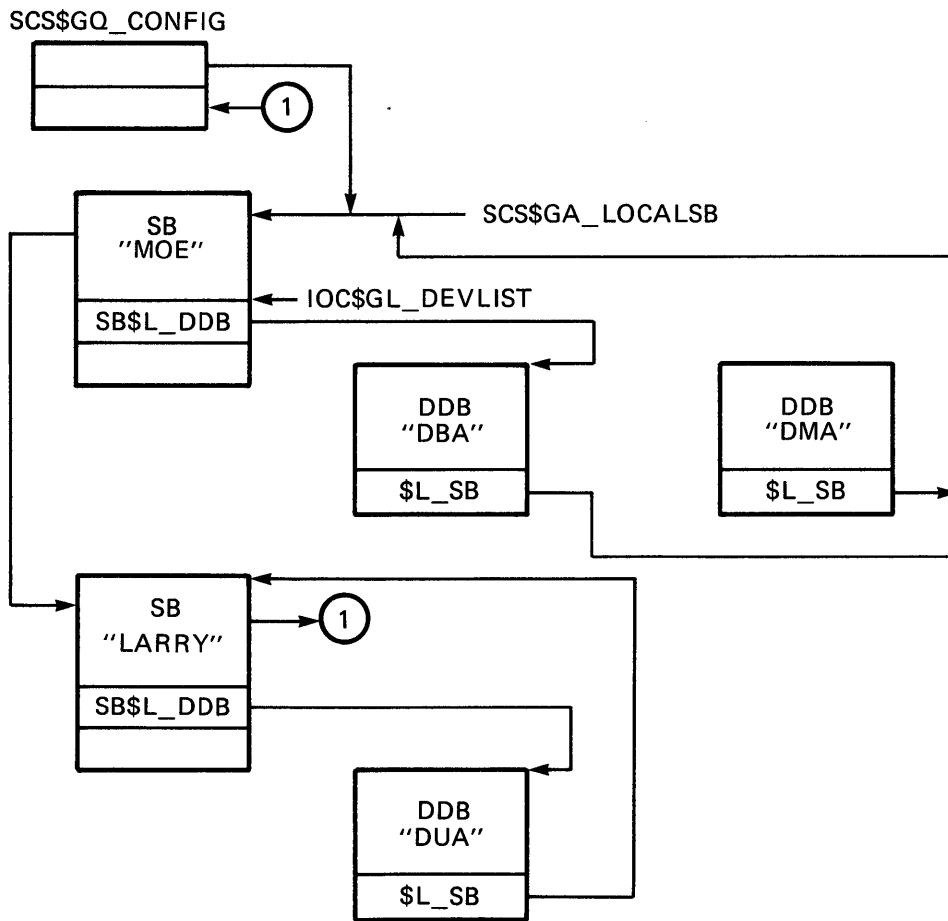 SCS$GQ_CONFIG
1
SB
"MOE"
SCS$GA_LOCALSB
IOC$GL_DEVLIST
SB$L_DDB
DDB
"DBA"
$L_SB
DDB
"DMA"
$L_SB
SB
"LARRY"
1
SB$L_DDB
DDB
"DUA"
$L_SB